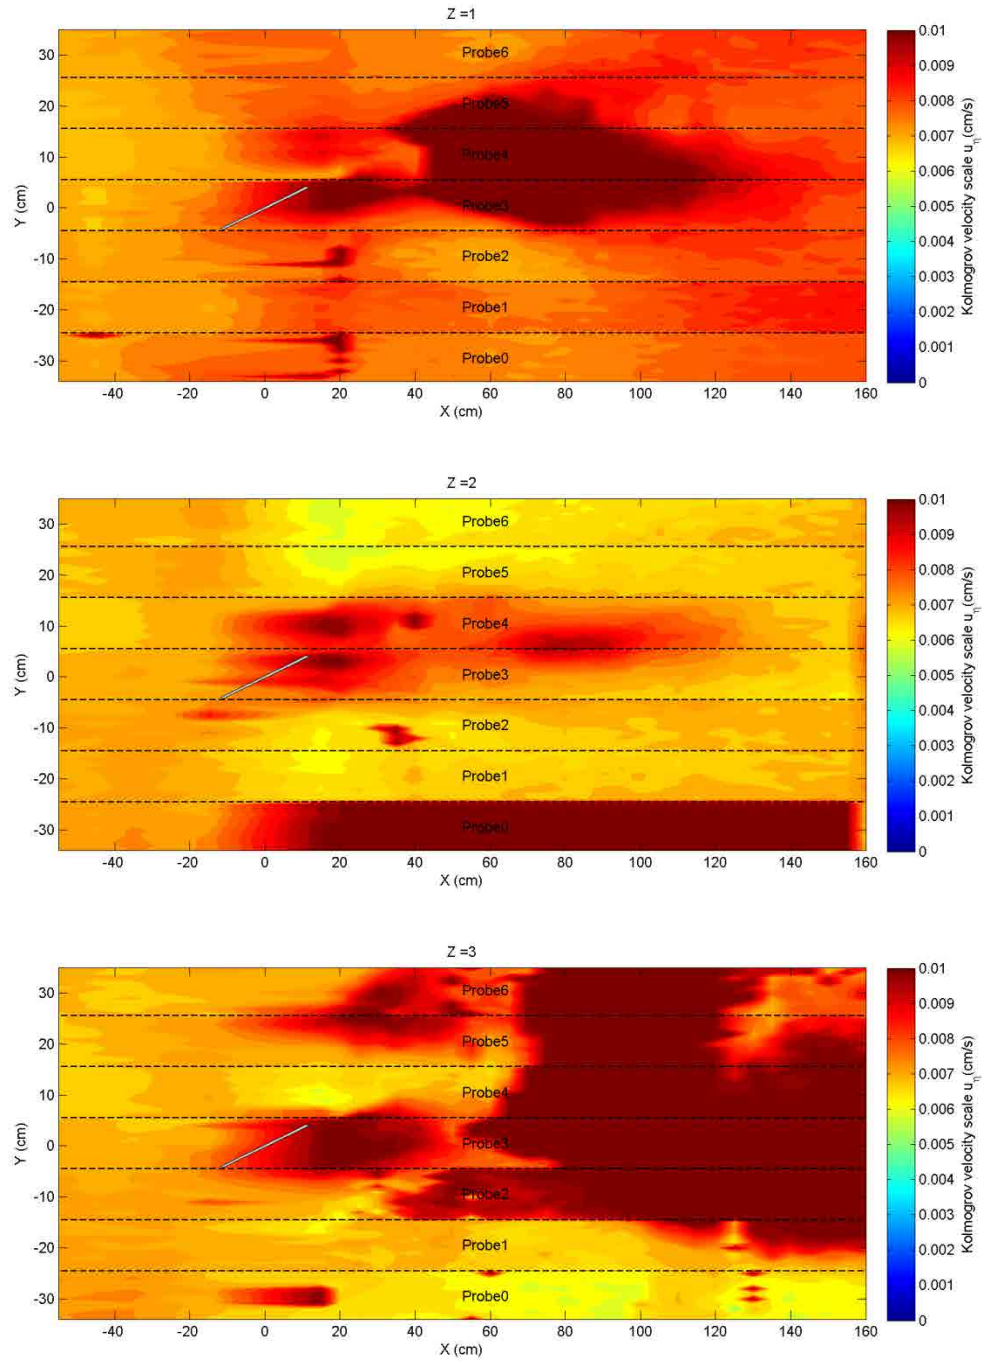 Z =1
Probe6
Probe5
Probe4
Probe3
Probe2
Probe1
Probe0
30
20
10
0
-10
-20
-30
Y (cm)
-40 -20 0 20 40 60 80 100 120 140 160
X (cm)
0.01
0.009
0.008
0.007
0.006
0.005
0.004
0.003
0.002
0.001
0
Kolmogrov velocity scale u_η (cm/s)
Z =2
Probe6
Probe5
Probe4
Probe3
Probe2
Probe1
Probe0
30
20
10
0
-10
-20
-30
Y (cm)
-40 -20 0 20 40 60 80 100 120 140 160
X (cm)
0.01
0.009
0.008
0.007
0.006
0.005
0.004
0.003
0.002
0.001
0
Kolmogrov velocity scale u_η (cm/s)
Z =3
Probe6
Probe5
Probe4
Probe3
Probe2
Probe1
Probe0
30
20
10
0
-10
-20
-30
Y (cm)
-40 -20 0 20 40 60 80 100 120 140 160
X (cm)
0.01
0.009
0.008
0.007
0.006
0.005
0.004
0.003
0.002
0.001
0
Kolmogrov velocity scale u_η (cm/s)